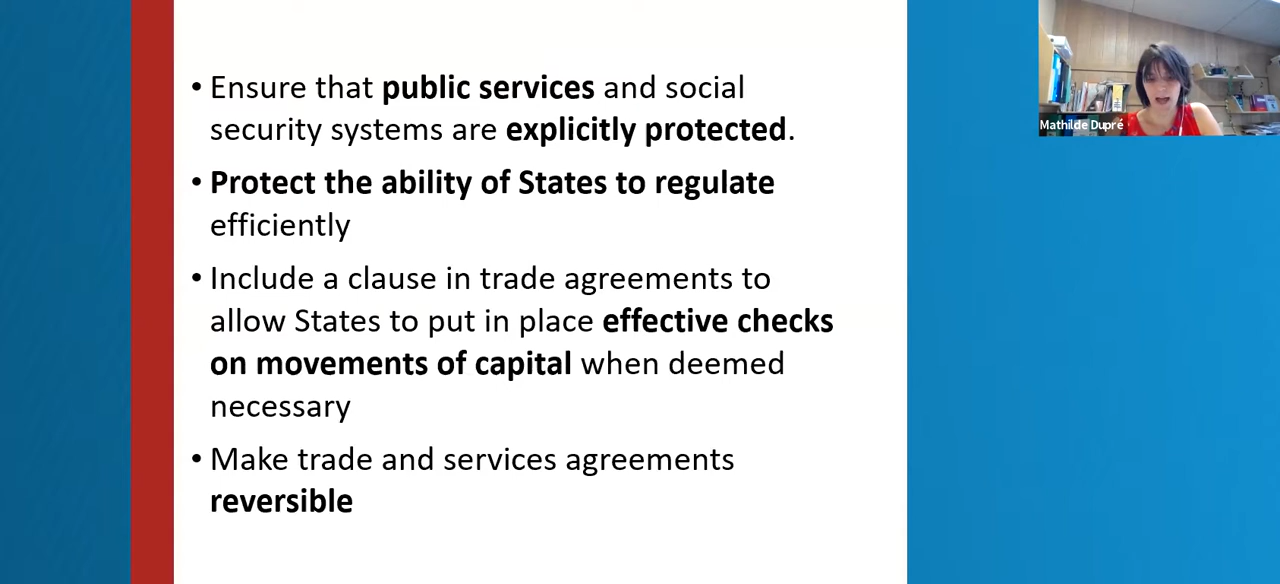 • Ensure that public services and social
security systems are explicitly protected.
• Protect the ability of States to regulate
efficiently
• Include a clause in trade agreements to
allow States to put in place effective checks
on movements of capital when deemed
necessary
• Make trade and services agreements
reversible
Mathilde Dupré